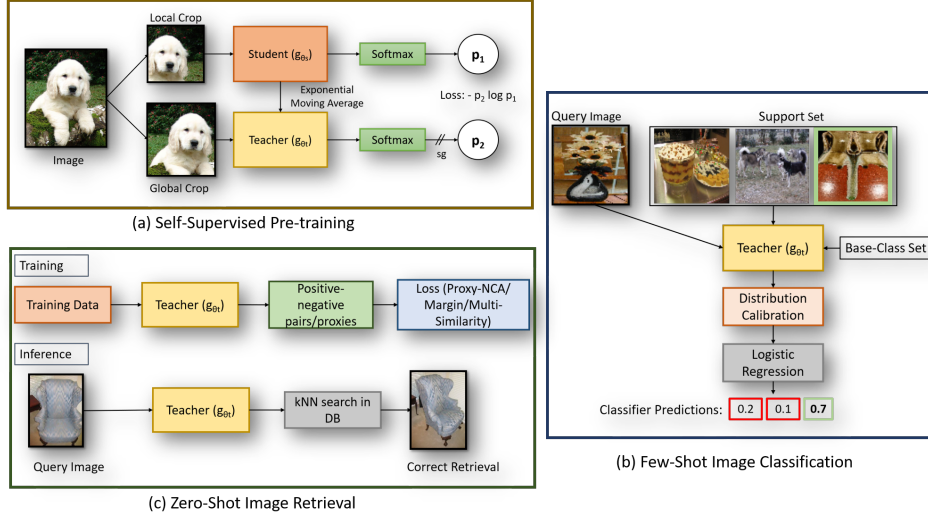 Local Crop
Student (gθs)
Softmax
p1
Exponential
Moving Average
Loss: - p2 log p1
Teacher (gθt)
Softmax
sg
p2
Image
Global Crop
(a) Self-Supervised Pre-training
Query Image
Support Set
Teacher (gθt)
Base-Class Set
Distribution
Calibration
Logistic
Regression
Classifier Predictions:
0.2
0.1
0.7
(b) Few-Shot Image Classification
Training
Training Data
Teacher (gθt)
Positive-
negative
pairs/proxies
Loss (Proxy-NCA/
Margin/Multi-
Similarity)
Inference
Teacher (gθt)
kNN search in
DB
Query Image
Correct Retrieval
(c) Zero-Shot Image Retrieval